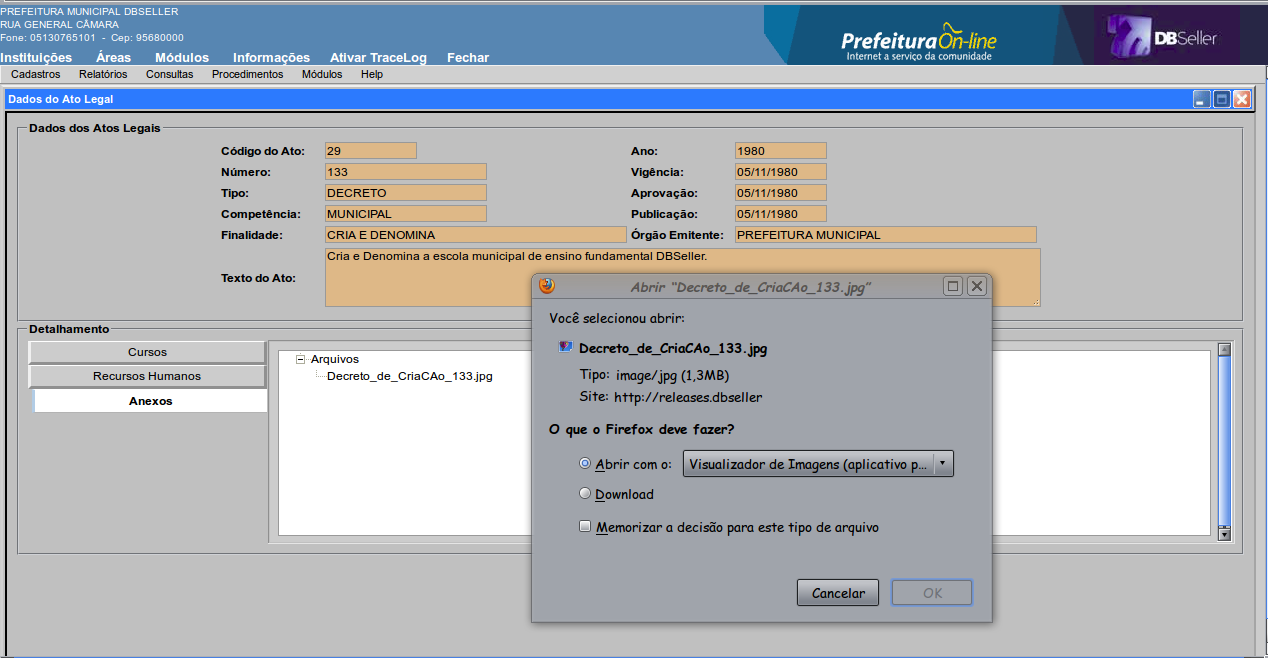 PREFEITURA MUNICIPAL DBSELLER
RUA GENERAL CÂMARA
Fone: 05130765101 - Cep: 95680000
PrefeituraOn-line
Internet a serviço da comunidade
DBSeller
Instituições Áreas Módulos Informações Ativar TraceLog Fechar
Cadastros Relatórios Consultas Procedimentos Módulos Help
Dados do Ato Legal
Dados dos Atos Legais
Código do Ato: 29 Ano: 1980
Número: 133 Vigência: 05/11/1980
Tipo: DECRETO Aprovação: 05/11/1980
Competência: MUNICIPAL Publicação: 05/11/1980
Finalidade: CRIA E DENOMINA Órgão Emitente: PREFEITURA MUNICIPAL
Texto do Ato: Cria e Denomina a escola municipal de ensino fundamental DBSeller.
Detalhamento
Cursos
Recursos Humanos
Anexos
Arquivos
Decreto_de_CriaCAo_133.jpg
Abrir "Decreto_de_CriaCAo_133.jpg"
Você selecionou abrir:
Decreto_de_CriaCAo_133.jpg
Tipo: image/jpg (1,3MB)
Site: http://releases.dbseller
O que o Firefox deve fazer?
Abrir com o: Visualizador de Imagens (aplicativo p...
Download
Memorizar a decisão para este tipo de arquivo
Cancelar OK